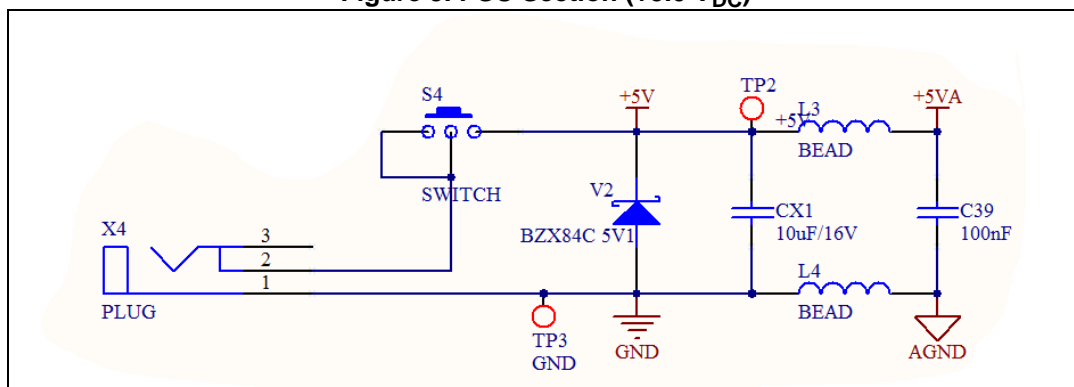 TP2
S4
+5V
L3
+5VA
+5V
BEAD
SWITCH
V2
X4
CX1
C39
3
BZX84C 5V1
10uF/16V
100nF
2
1
L4
PLUG
BEAD
TP3
GND
GND
AGND